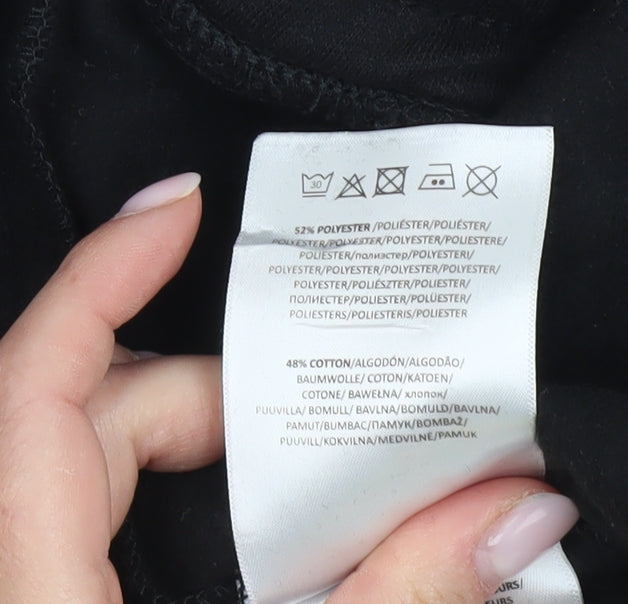 30
52% POLYESTER /POLIÉSTER/POLIÉSTER/
POLYESTER/POLYESTER/POLYESTER/POLIESTERE/
POLIESTER/полиэстер/POLYESTERI/
POLYESTER/POLYESTER/POLYESTER/POLYESTER/
POLYESTER/POLIÉSZTER/POLIESTER/
ПОЛИЕСТЕР/POLIESTER/POLÜESTER/
POLIESTERS/POLIESTERIS/POLIESTER
48% COTTON/ALGODÓN/ALGODÃO/
BAUMWOLLE/ COTON/KATOEN/
COTONE/ BAWEŁNA/ хлопок/
PUUVILLA/ BOMULL/ BAVLNA/BOMULD/BAVLNA/
PAMUT/BUMBAC/ПАМУК/BOMBAŽ/
PUUVILL/KOKVILNA/MEDVILNĖ/PAMUK